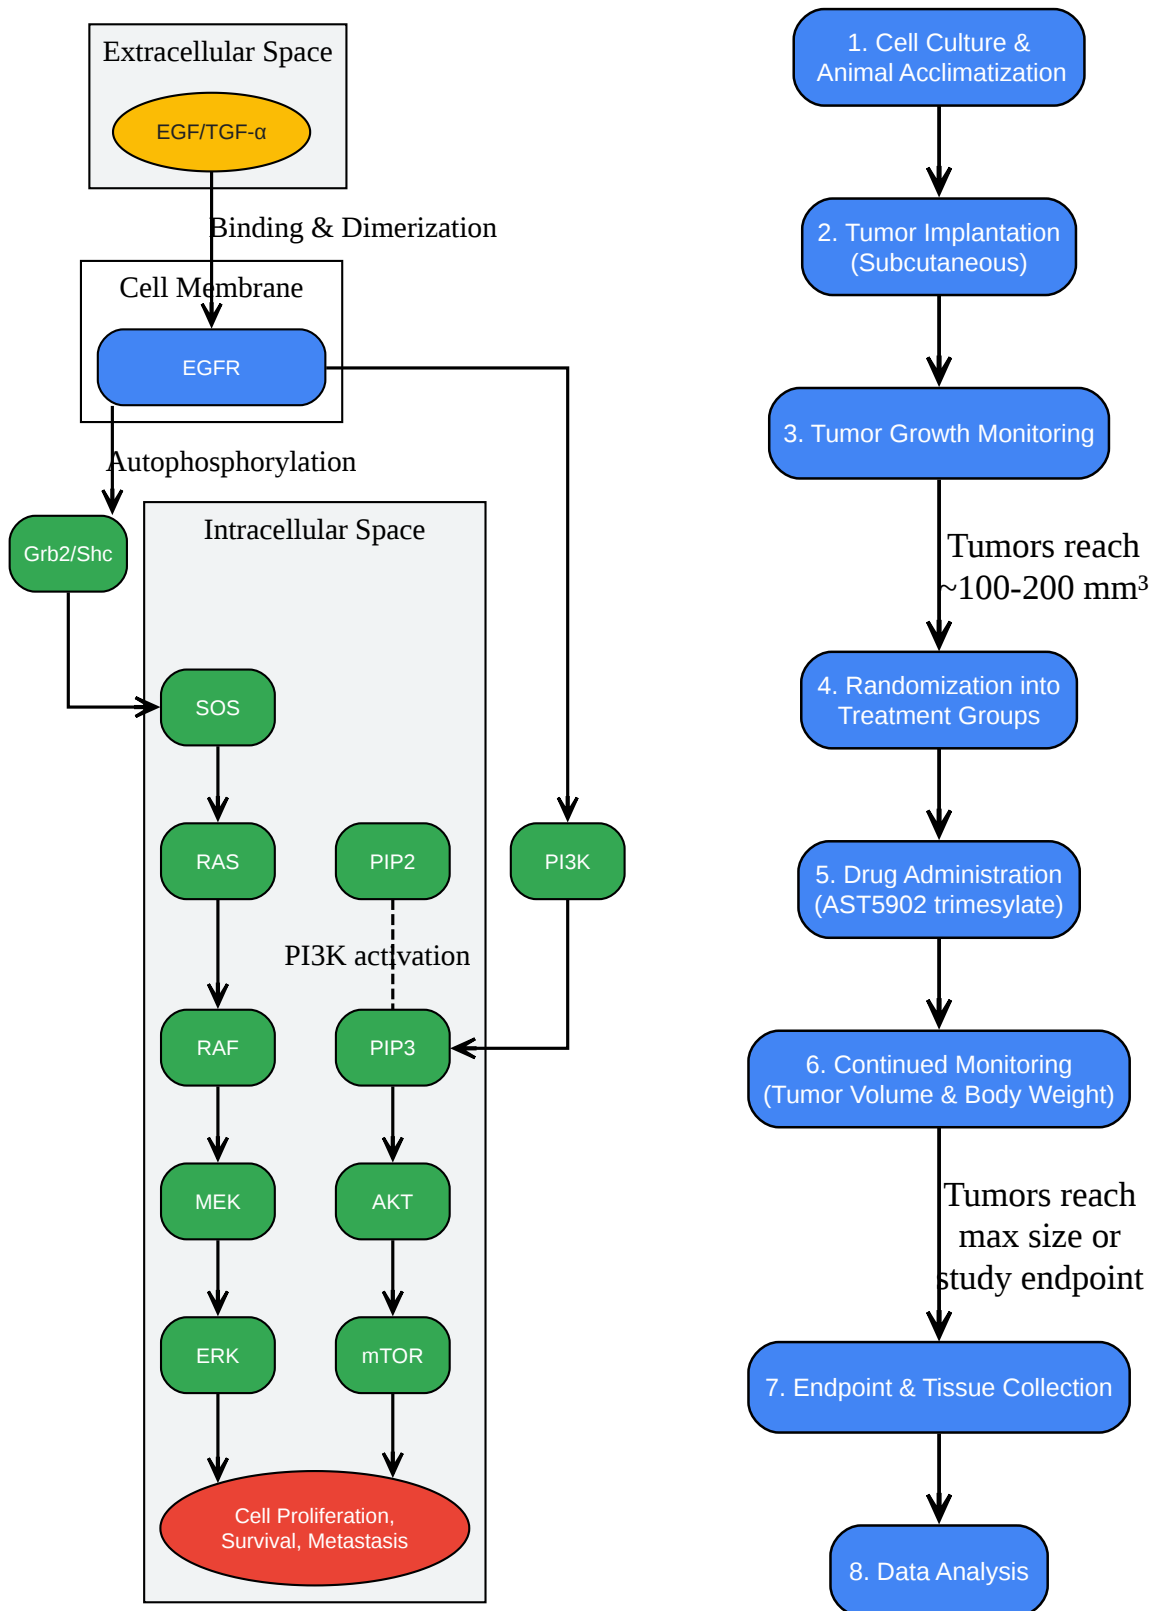 Extracellular Space
EGF/TGF-α
Binding & Dimerization
Cell Membrane
EGFR
Autophosphorylation
Grb2/Shc
Intracellular Space
SOS
RAS
PIP2
PI3K
PI3K activation
RAF
PIP3
MEK
AKT
ERK
mTOR
Cell Proliferation,
Survival, Metastasis
1. Cell Culture &
Animal Acclimatization
2. Tumor Implantation
(Subcutaneous)
3. Tumor Growth Monitoring
Tumors reach
~100-200 mm³
4. Randomization into
Treatment Groups
5. Drug Administration
(AST5902 trimesylate)
6. Continued Monitoring
(Tumor Volume & Body Weight)
Tumors reach
max size or
study endpoint
7. Endpoint & Tissue Collection
8. Data Analysis